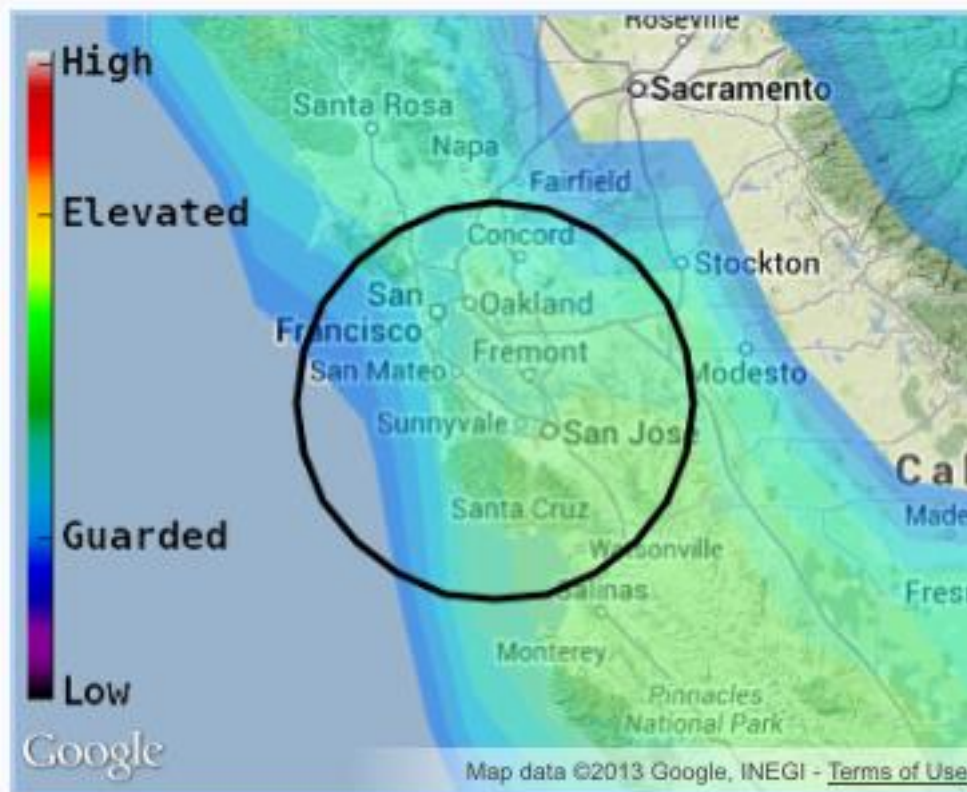 Roseville
High
Sacramento
Santa Rosa
Napa
Fairfield
Elevated
Concord
Stockton
San
Francisco
Oakland
Fremont
San Mateo
Modesto
Sunnyvale
San Jose
Cal
Santa Cruz
Guarded
Made
Watsonville
Salinas
Fres
Monterey
Low
Pinnacles
National Park
Google
Map data ©2013 Google, INEGI - Terms of Use